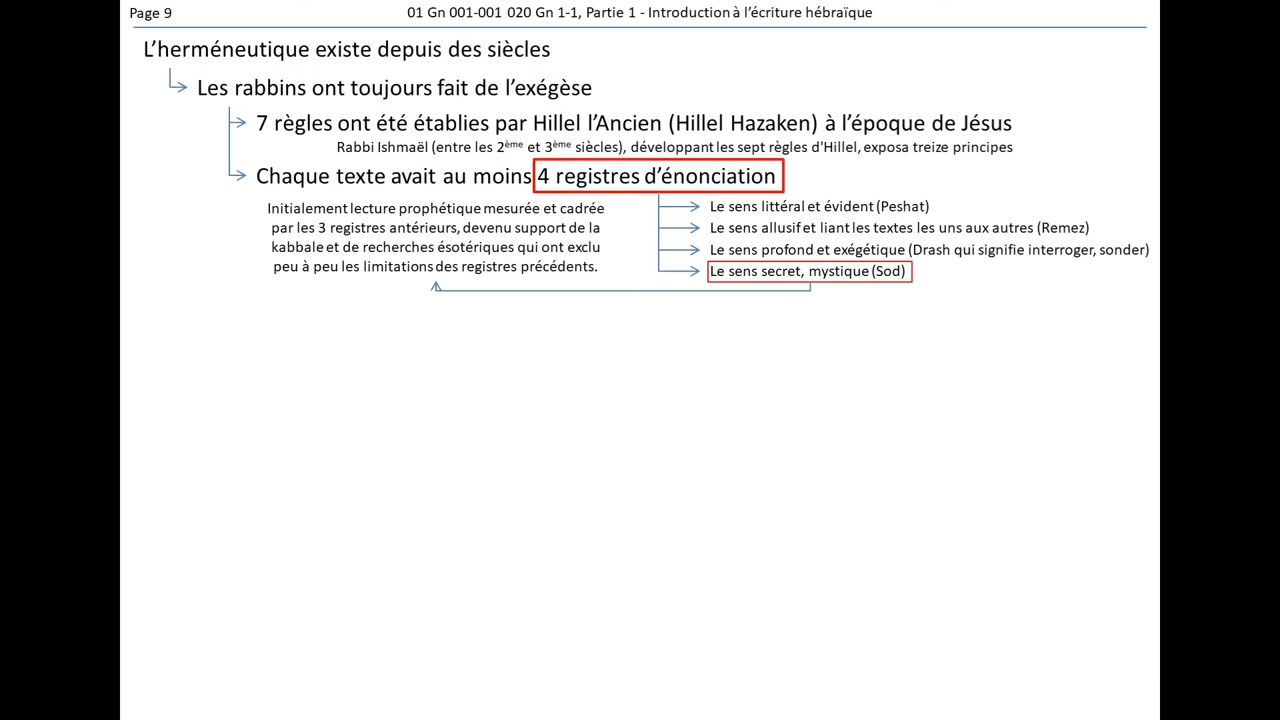 Page 9
01 Gn 001-001 020 Gn 1-1, Partie 1 - Introduction à l’écriture hébraïque
L’herméneutique existe depuis des siècles
Les rabbins ont toujours fait de l’exégèse
7 règles ont été établies par Hillel l’Ancien (Hillel Hazaken) à l’époque de Jésus
Rabbi Ishmaël (entre les 2ème et 3ème siècles), développant les sept règles d'Hillel, exposa treize principes
Chaque texte avait au moins 4 registres d’énonciation
Initialement lecture prophétique mesurée et cadrée
par les 3 registres antérieurs, devenu support de la
kabbale et de recherches ésotériques qui ont exclu
peu à peu les limitations des registres précédents.
Le sens littéral et évident (Peshat)
Le sens allusif et liant les textes les uns aux autres (Remez)
Le sens profond et exégétique (Drash qui signifie interroger, sonder)
Le sens secret, mystique (Sod)